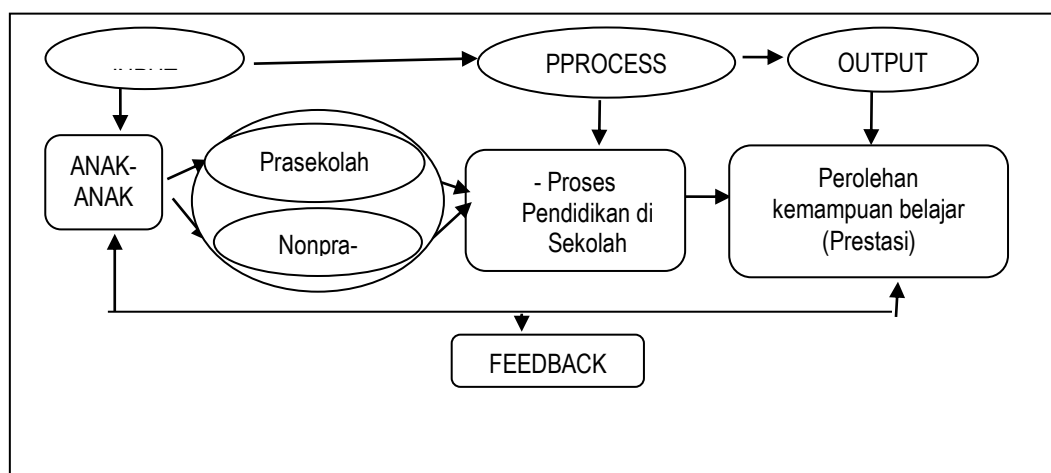 PPROCESS
OUTPUT
ANAK-
ANAK
Prasekolah
Nonpra-
- Proses
Pendidikan di
Sekolah
Perolehan
kemampuan belajar
(Prestasi)
FEEDBACK